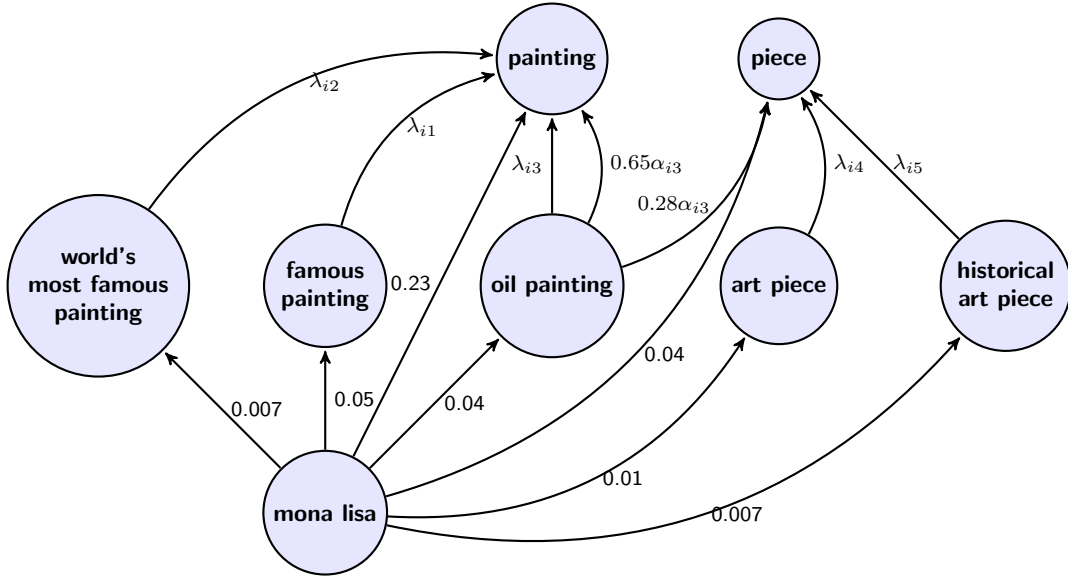 painting
piece
λi2
λi1
λi3
0.65αi3
0.28αi3
λi4
λi5
world's
most famous
painting
famous
painting
0.23
oil painting
art piece
historical
art piece
0.007
0.05
0.04
0.04
0.01
0.007
mona lisa